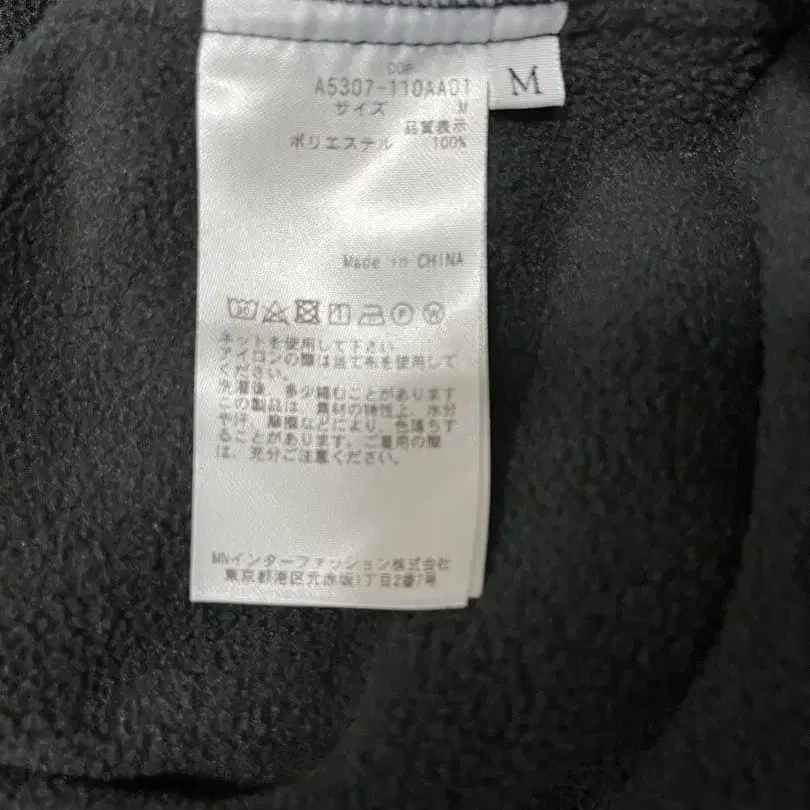 COP
A5307-110AA01
M
サイズ M
品質表示
ポリエステル 100%
Made in CHINA
ネットを使用して下さい
アイロンの際は当て布を使用して
ください。
洗濯後、多少縮むことがあります
この製品は、素材の特性上、水分
や汗、摩擦などにより、色落ちす
ることがあります。ご着用の際
は、充分ご注意ください。
MNインターファッション株式会社
東京都港区元赤坂1丁目2番7号